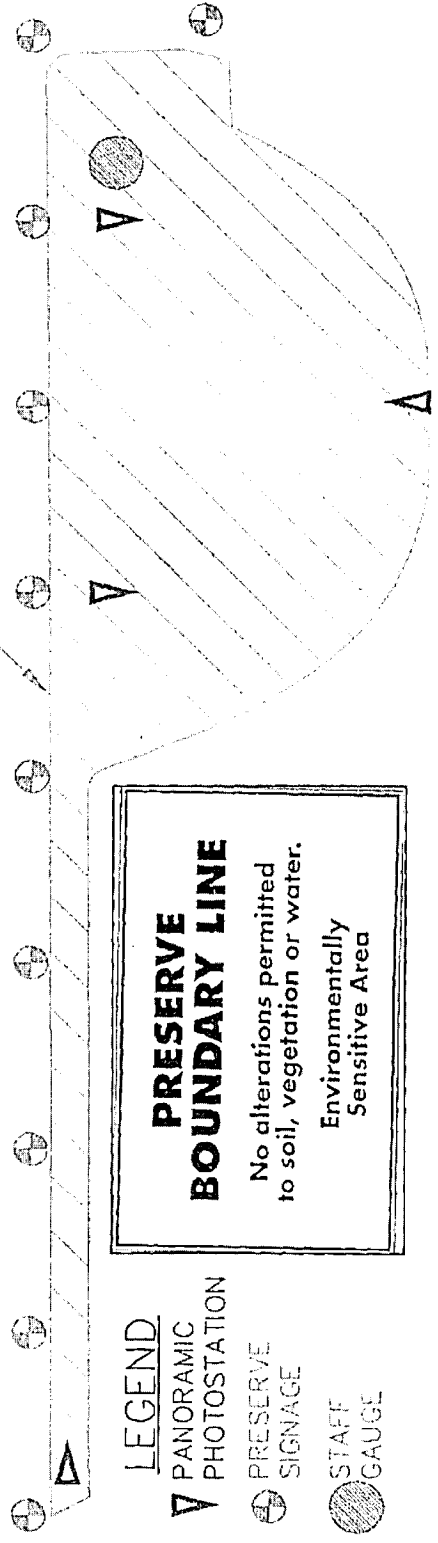 PRESERVE
BOUNDARY LINE
No alterations permitted
to soil, vegetation or water.
Environmentally
Sensitive Area
LEGEND
PANORAMIC
PHOTOSTATION
PRESERVE
SIGNAGE
STAFF
GAUGE